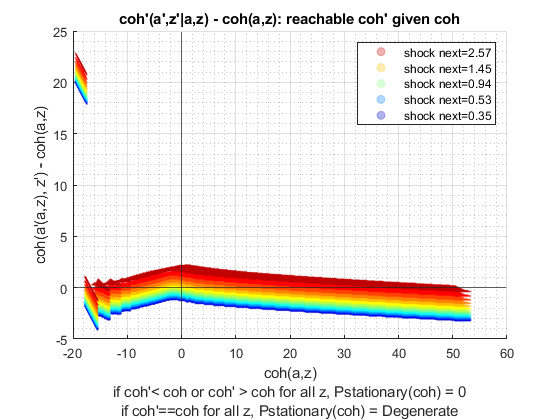 coh'(a',z'|a,z) - coh(a,z): reachable coh' given coh
25
20
15
10
5
0
-5
coh(a'(a,z), z') - coh(a,z)
shock next=2.57
shock next=1.45
shock next=0.94
shock next=0.53
shock next=0.35
-20
-10
0
10
20
30
40
50
60
coh(a,z)
if coh'< coh or coh' > coh for all z, Pstationary(coh) = 0
if coh'==coh for all z, Pstationary(coh) = Degenerate